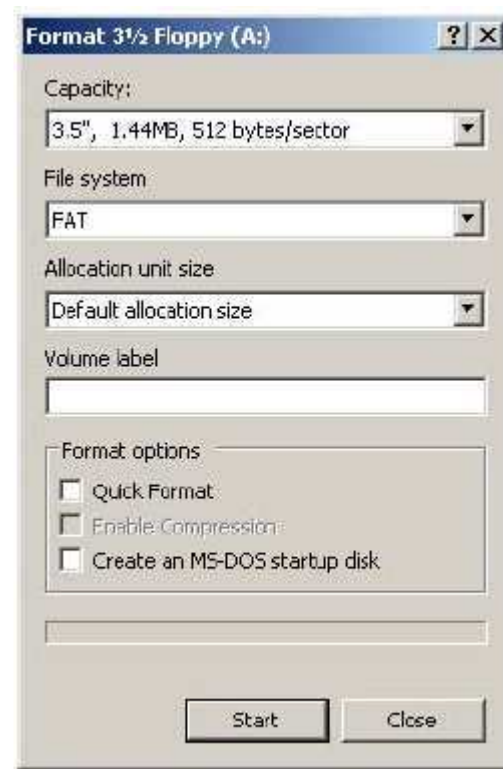 Format 3½ Floppy (A:)
Capacity:
3.5", 1.44MB, 512 bytes/sector
File system
FAT
Allocation unit size
Default allocation size
Volume label
Format options
Quick Format
Enable Compression
Create an MS-DOS startup disk
Start
Close